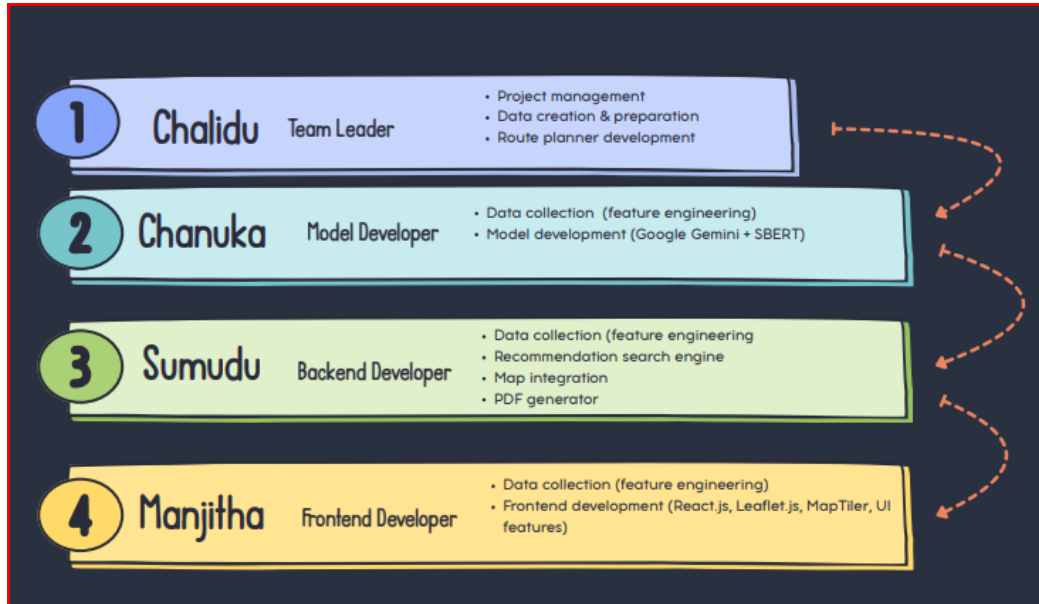 1
Chalidu
Team Leader
• Project management
• Data creation & preparation
• Route planner development
2
Chanuka
Model Developer
• Data collection (feature engineering)
• Model development (Google Gemini + SBERT)
3
Sumudu
Backend Developer
• Data collection (feature engineering
• Recommendation search engine
• Map integration
• PDF generator
4
Manjitha
Frontend Developer
• Data collection (feature engineering)
• Frontend development (React.js, Leaflet.js, MapTiler, UI
features)